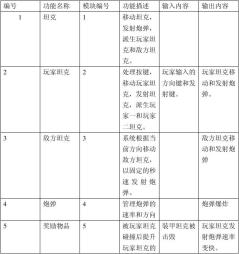 编号 功能名称 模块编号 功能描述 输入内容 输出内容
1 坦克 1 移动坦克，
发射炮弹，
派生玩家坦
克和敌方坦
克。
2 玩家坦克 2 处理按键， 玩家输入的 玩家坦克移动
移动玩家坦 方向键和发 和发射炮弹。
克，发射坦 射键。
克，派生玩
家一和玩家
二坦克。
3 敌方坦克 3 系统根据当 敌方坦克移动
前方向移动 和发射炮弹
敌方坦克，
以固定的秒
速发射炮
弹。
4 炮弹 4 管理炮弹的 炮弹爆炸
速率和方向
5 奖励物品 5 被玩家坦克 装甲坦克被 玩家坦克发
碰撞后提升 击毁 射炮弹速率
玩家坦克的 变快。